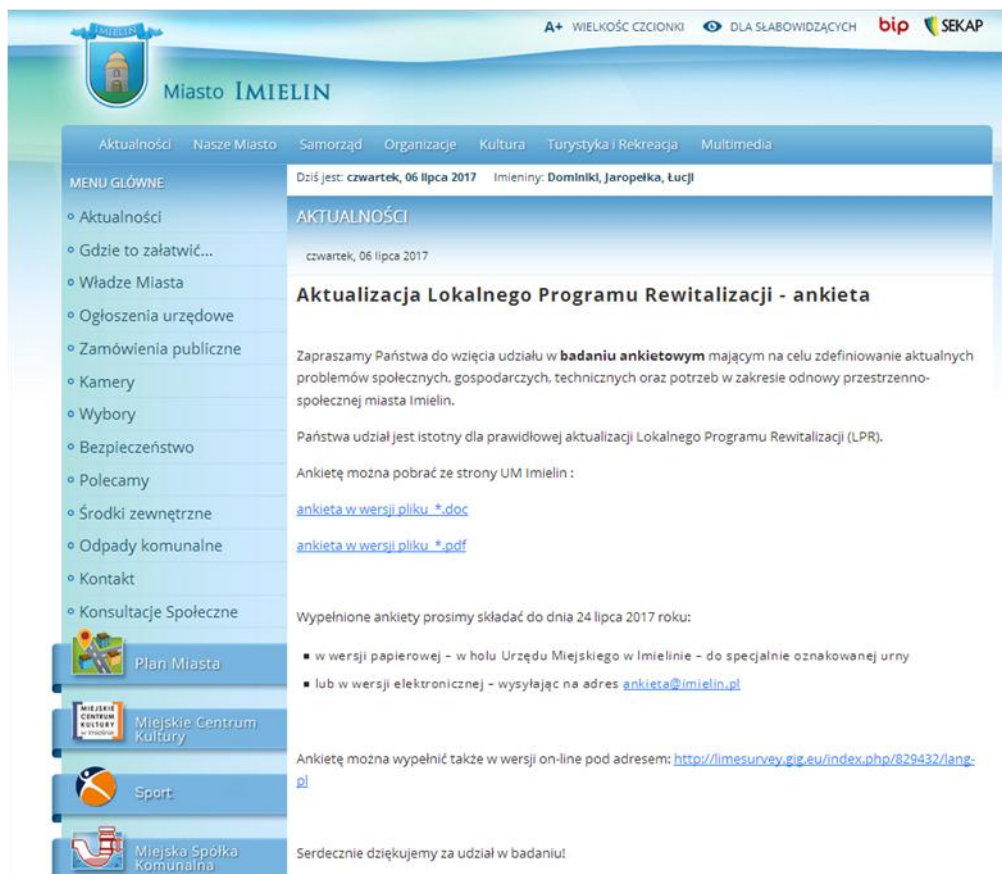 IMIELIN
A+ WIELKOŚC CZCIONKI DLA SŁABOWIDZĄCYCH bip SEKAP
Miasto IMIELIN
Aktualności Nasze Miasto Samorząd Organizacje Kultura Turystyka i Rekreacja Multimedia
MENU GŁÓWNE
Aktualności
Gdzie to załatwić...
Władze Miasta
Ogłoszenia urzędowe
Zamówienia publiczne
Kamery
Wybory
Bezpieczeństwo
Polecamy
Środki zewnętrzne
Odpady komunalne
Kontakt
Konsultacje Społeczne
Plan Miasta
MIEJSKIE
CENTRUM
KULTURY
w Imielinie
Miejskie Centrum
Kultury
Sport
Miejska Spółka
Komunalna
Dziś jest: czwartek, 06 lipca 2017 Imieniny: Dominiki, Jaropełka, Łucji
AKTUALNOŚCI
czwartek, 06 lipca 2017
Aktualizacja Lokalnego Programu Rewitalizacji - ankieta
Zapraszamy Państwa do wzięcia udziału w badaniu ankietowym mającym na celu zdefiniowanie aktualnych
problemów społecznych, gospodarczych, technicznych oraz potrzeb w zakresie odnowy przestrzenno-
społecznej miasta Imielin.
Państwa udział jest istotny dla prawidłowej aktualizacji Lokalnego Programu Rewitalizacji (LPR).
Ankietę można pobrać ze strony UM Imielin :
ankieta w wersji pliku *.doc
ankieta w wersji pliku *.pdf
Wypełnione ankiety prosimy składać do dnia 24 lipca 2017 roku:
▪ w wersji papierowej – w holu Urzędu Miejskiego w Imielinie – do specjalnie oznakowanej urny
▪ lub w wersji elektronicznej – wysyłając na adres ankieta@imielin.pl
Ankietę można wypełnić także w wersji on-line pod adresem: http://limesurvey.gig.eu/index.php/829432/lang-
pl
Serdecznie dziękujemy za udział w badaniu!